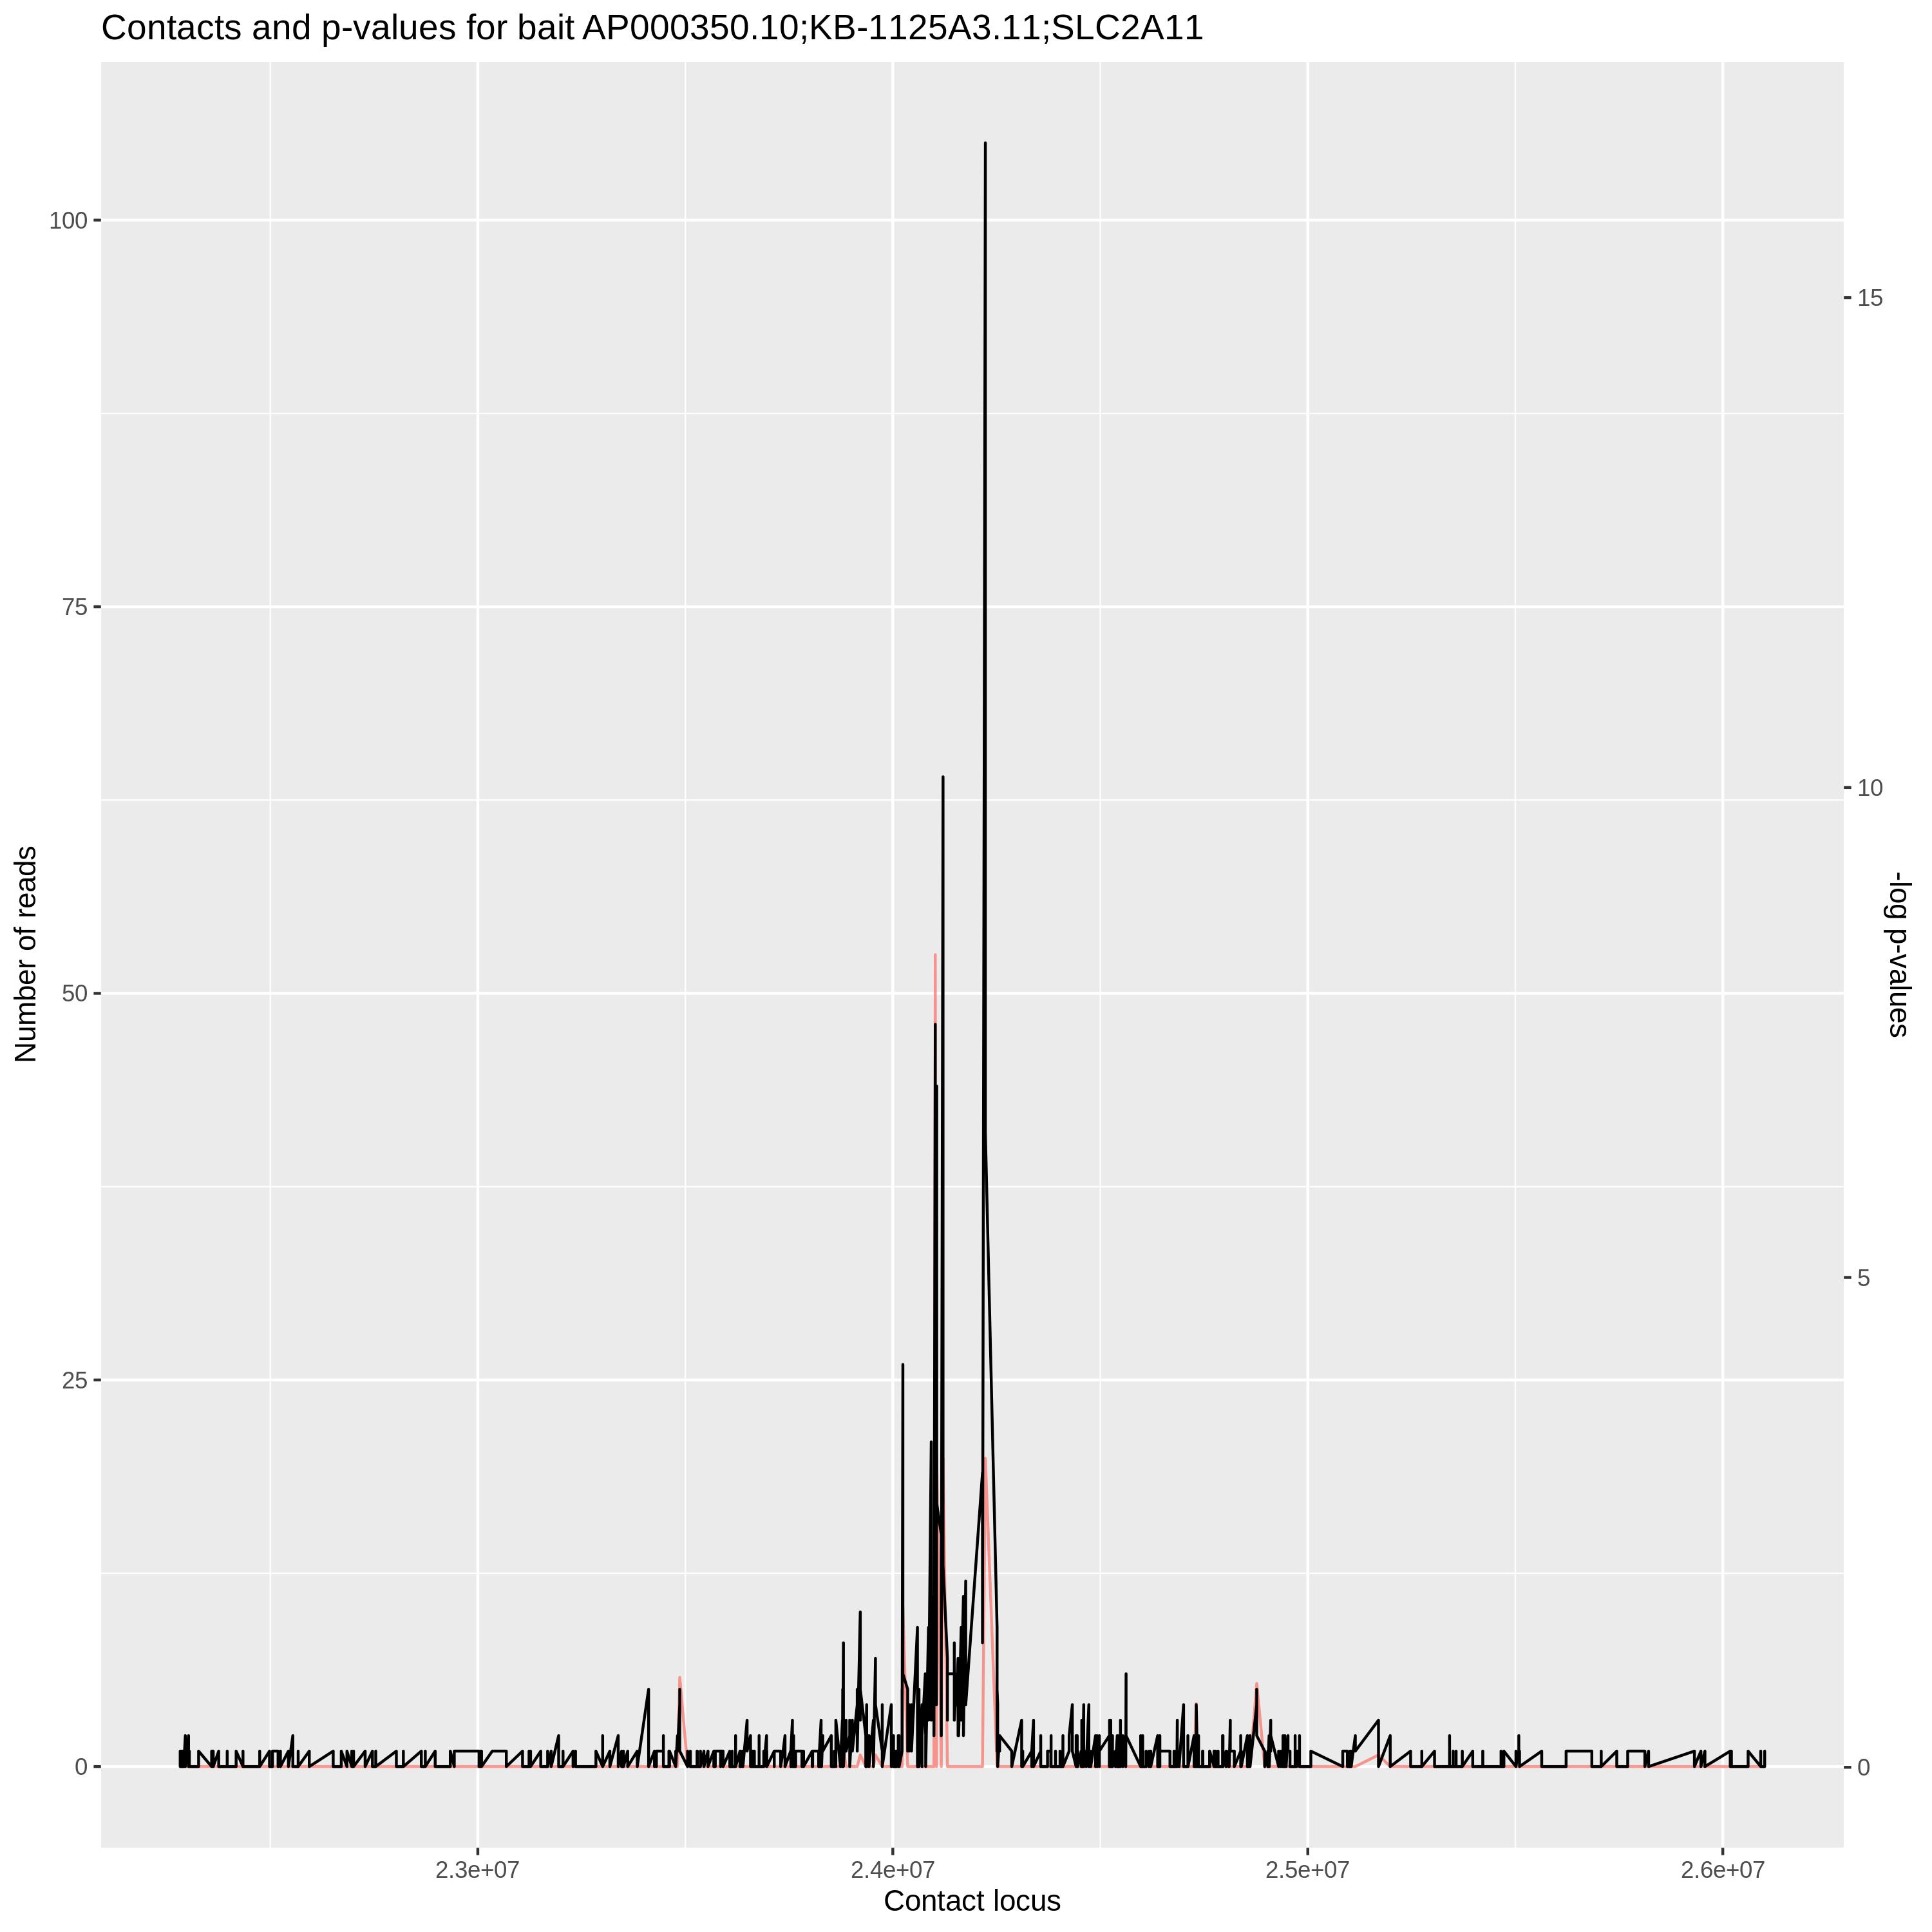 Contacts and p-values for bait AP000350.10;KB-1125A3.11;SLC2A11
100
75
50
25
0
Number of reads
15
10
5
0
-log p-values
2.3e+07
2.4e+07
2.5e+07
2.6e+07
Contact locus